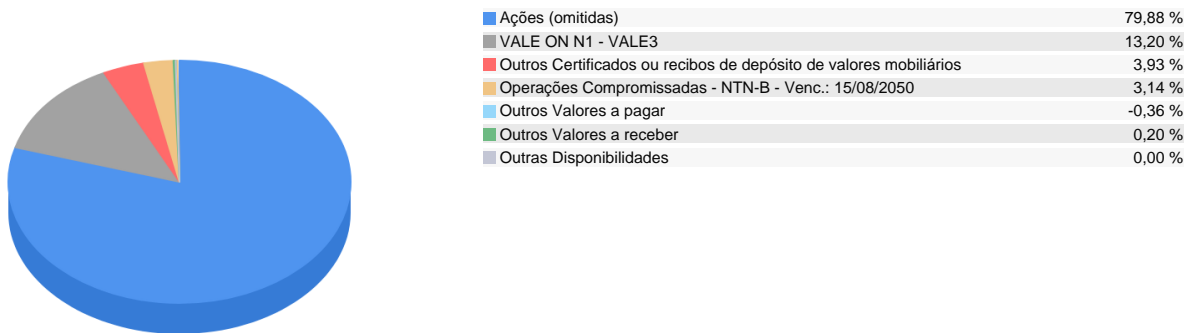 Ações (omitidas) 79,88 %
VALE ON N1 - VALE3 13,20 %
Outros Certificados ou recibos de depósito de valores mobiliários 3,93 %
Operações Compromissadas - NTN-B - Venc.: 15/08/2050 3,14 %
Outros Valores a pagar -0,36 %
Outros Valores a receber 0,20 %
Outras Disponibilidades 0,00 %